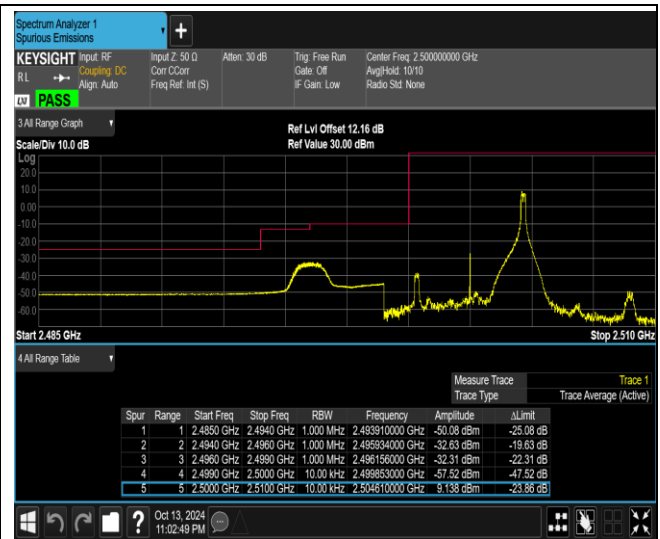 Spectrum Analyzer 1
Spurious Emissions
+
KEYSIGHT Input: RF Input Z: 50 Ω Atten: 30 dB Trig: Free Run Center Freq: 2.500000000 GHz
RL Coupling: DC Corr CCorr Gate: Off Avg|Hold: 10/10
Align: Auto Freq Ref: Int (S) IF Gain: Low Radio Std: None
LXI PASS
3 All Range Graph
Ref Lvl Offset 12.16 dB
Scale/Div 10.0 dB Ref Value 30.00 dBm
Log
20.0
10.0
0.00
-10.0
-20.0
-30.0
-40.0
-50.0
-60.0
Start 2.485 GHz Stop 2.510 GHz
4 All Range Table
Measure Trace Trace 1
Trace Type Trace Average (Active)
Spur Range Start Freq Stop Freq RBW Frequency Amplitude ΔLimit
1 1 2.4850 GHz 2.4940 GHz 1.000 MHz 2.493910000 GHz -50.08 dBm -25.08 dB
2 2 2.4940 GHz 2.4960 GHz 1.000 MHz 2.495934000 GHz -32.63 dBm -19.63 dB
3 3 2.4960 GHz 2.4990 GHz 1.000 MHz 2.496156000 GHz -32.31 dBm -22.31 dB
4 4 2.4990 GHz 2.5000 GHz 10.00 kHz 2.499853000 GHz -57.52 dBm -47.52 dB
5 5 2.5000 GHz 2.5100 GHz 10.00 kHz 2.504610000 GHz 9.138 dBm -23.86 dB
? Oct 13, 2024
11:02:49 PM